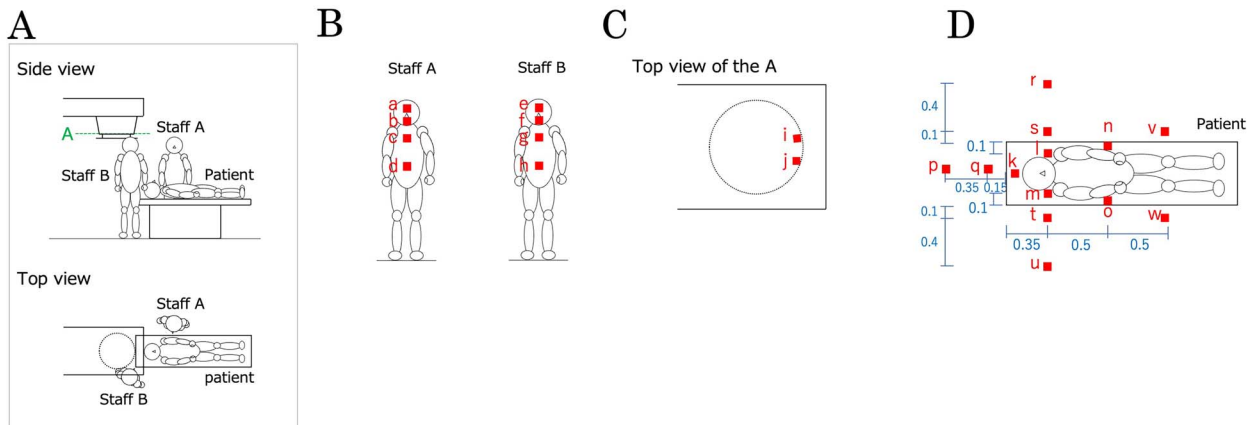 A
Side view
A
Staff A
Staff B
Patient
Top view
Staff A
patient
Staff B
B
Staff A
Staff B
a
b
c
d
e
f
g
h
C
Top view of the A
i
j
D
r
0.4
s
n
v
Patient
0.1
0.1
l
p
q
k
0.35
0.15
m
0.1
0.1
t
o
w
0.4
0.35
0.5
0.5
u